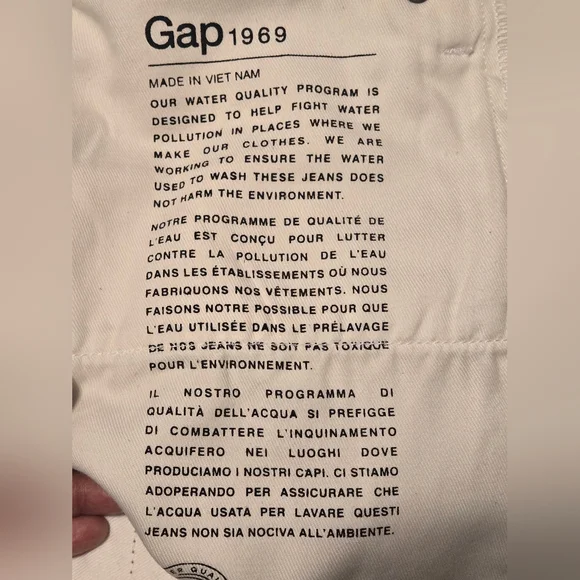 Gap 1969
MADE IN VIET NAM
OUR WATER QUALITY PROGRAM IS
DESIGNED TO HELP FIGHT WATER
POLLUTION IN PLACES WHERE WE
MAKE OUR CLOTHES. WE ARE
WORKING TO ENSURE THE WATER
USED TO WASH THESE JEANS DOES
NOT HARM THE ENVIRONMENT.
NOTRE PROGRAMME DE QUALITÉ DE
L'EAU EST CONÇU POUR LUTTER
CONTRE LA POLLUTION DE L'EAU
DANS LES ÉTABLISSEMENTS OÙ NOUS
FABRIQUONS NOS VÊTEMENTS. NOUS
FAISONS NOTRE POSSIBLE POUR QUE
L'EAU UTILISÉE DANS LE PRÉLAVAGE
DE NOS JEANS NE SOIT PAS TOXIQUE
POUR L'ENVIRONNEMENT.
IL NOSTRO PROGRAMMA DI
QUALITÀ DELL'ACQUA SI PREFIGGE
DI COMBATTERE L'INQUINAMENTO
ACQUIFERO NEI LUOGHI DOVE
PRODUCIAMO I NOSTRI CAPI. CI STIAMO
ADOPERANDO PER ASSICURARE CHE
L'ACQUA USATA PER LAVARE QUESTI
JEANS NON SIA NOCIVA ALL'AMBIENTE.